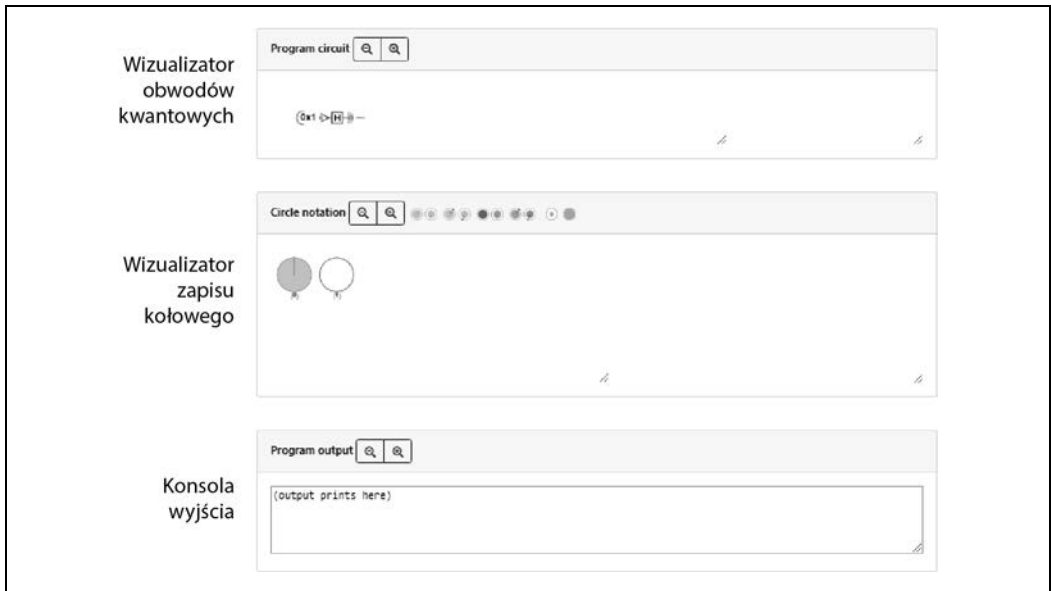 Wizualizator
obwodów
kwantowych
Program circuit
0x1 H
Wizualizator
zapisu
kołowego
Circle notation
Konsola
wyjścia
Program output
(output prints here)